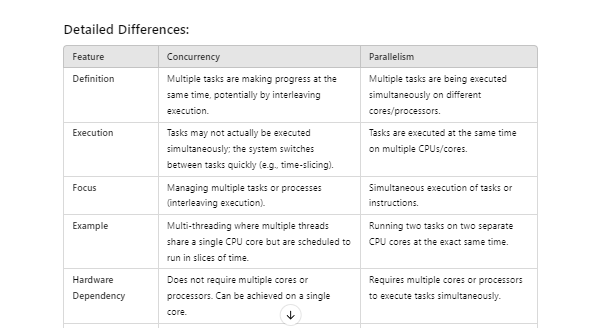 Detailed Differences:
Feature Concurrency Parallelism
Definition
Multiple tasks are making progress at the
same time, potentially by interleaving
execution.
Multiple tasks are being executed
simultaneously on different
cores/processors.
Execution
Tasks may not actually be executed
simultaneously; the system switches
between tasks quickly (e.g., time-slicing).
Tasks are executed at the same time
on multiple CPUs/cores.
Focus
Managing multiple tasks or processes
(interleaving execution).
Simultaneous execution of tasks or
instructions.
Example
Multi-threading where multiple threads
share a single CPU core but are scheduled to
run in slices of time.
Running two tasks on two separate
CPU cores at the exact same time.
Hardware
Dependency
Does not require multiple cores or
processors. Can be achieved on a single
core.
Requires multiple cores or processors
to execute tasks simultaneously.